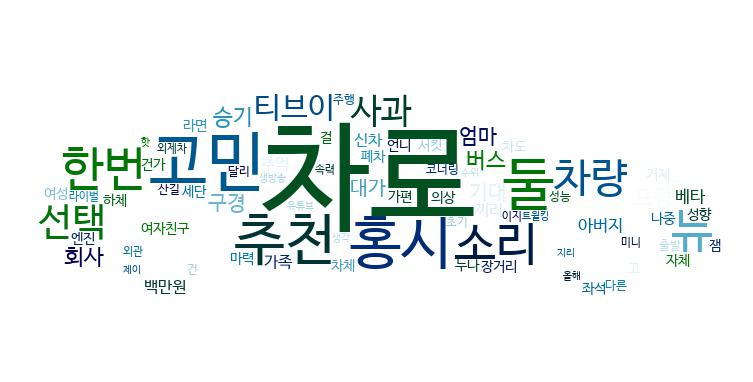 티브이
주행
사과
승기
라면
핫
외제차
걸
신차
언니
서킷
엄마
차도
한번
고민
차로
추억
폐차
버스
코너링
수위
둘
차량
거제
건가
달리
속력
생방송
산길
세단
대가
가편
의상
기대
끼리
성능
베타
여성
라이벌
하체
구경
유튜브
이지
트윌킹
나중
성향
선택
여자친구
추천
홍시
소리
초기
아버지
뉴
엔진
생각
미니
출발
잼
회사
외관
마력
가족
차체
누나
장거리
지리
자체
제이
건
고
올해
백만원
좌석
다른